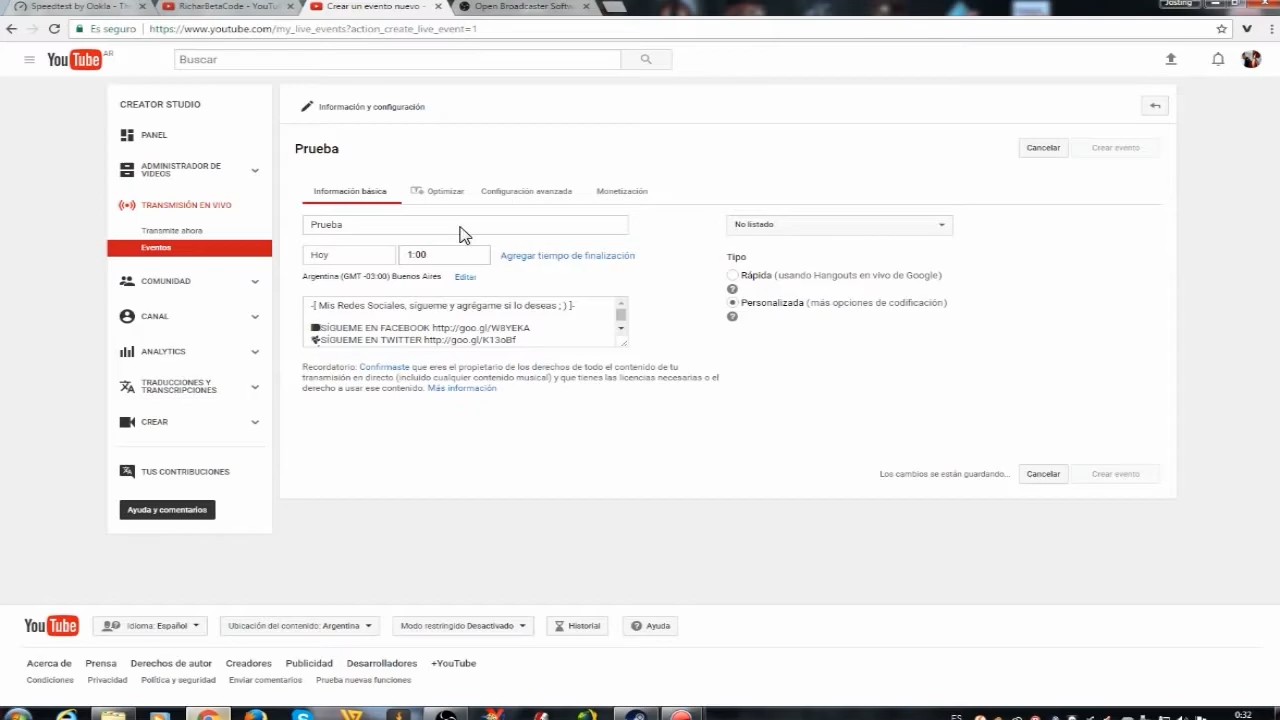 Speedtest by Ookla - Th
RicharBetaCode - YouTu
Crear un evento nuevo -
Open Broadcaster Softw
Josting
Es seguro
https://www.youtube.com/my_live_events?action_create_live_event=1
YouTube AR
Buscar
CREATOR STUDIO
PANEL
ADMINISTRADOR DE
VIDEOS
TRANSMISIÓN EN VIVO
Transmite ahora
Eventos
COMUNIDAD
CANAL
ANALYTICS
TRADUCCIONES Y
TRANSCRIPCIONES
CREAR
TUS CONTRIBUCIONES
Ayuda y comentarios
Información y configuración
Prueba
Cancelar
Crear evento
Información básica
Optimizar
Configuración avanzada
Monetización
Prueba
Hoy
1:00
Agregar tiempo de finalización
Argentina (GMT -03:00) Buenos Aires
Editar
-[ Mis Redes Sociales, sígueme y agrégame si lo deseas ; ) ]-
SÍGUEME EN FACEBOOK http://goo.gl/W8YEKA
SÍGUEME EN TWITTER http://goo.gl/K13oBf
Recordatorio: Confirmaste que eres el propietario de los derechos de todo el contenido de tu
transmisión en directo (incluido cualquier contenido musical) y que tienes las licencias necesarias o el
derecho a usar ese contenido. Más información
No listado
Tipo
Rápida (usando Hangouts en vivo de Google)
Personalizada (más opciones de codificación)
Los cambios se están guardando...
Cancelar
Crear evento
YouTube
Idioma: Español
Ubicación del contenido: Argentina
Modo restringido Desactivado
Historial
Ayuda
Acerca de
Prensa
Derechos de autor
Creadores
Publicidad
Desarrolladores
+YouTube
Condiciones
Privacidad
Política y seguridad
Enviar comentarios
Prueba nuevas funciones
ES
0:32